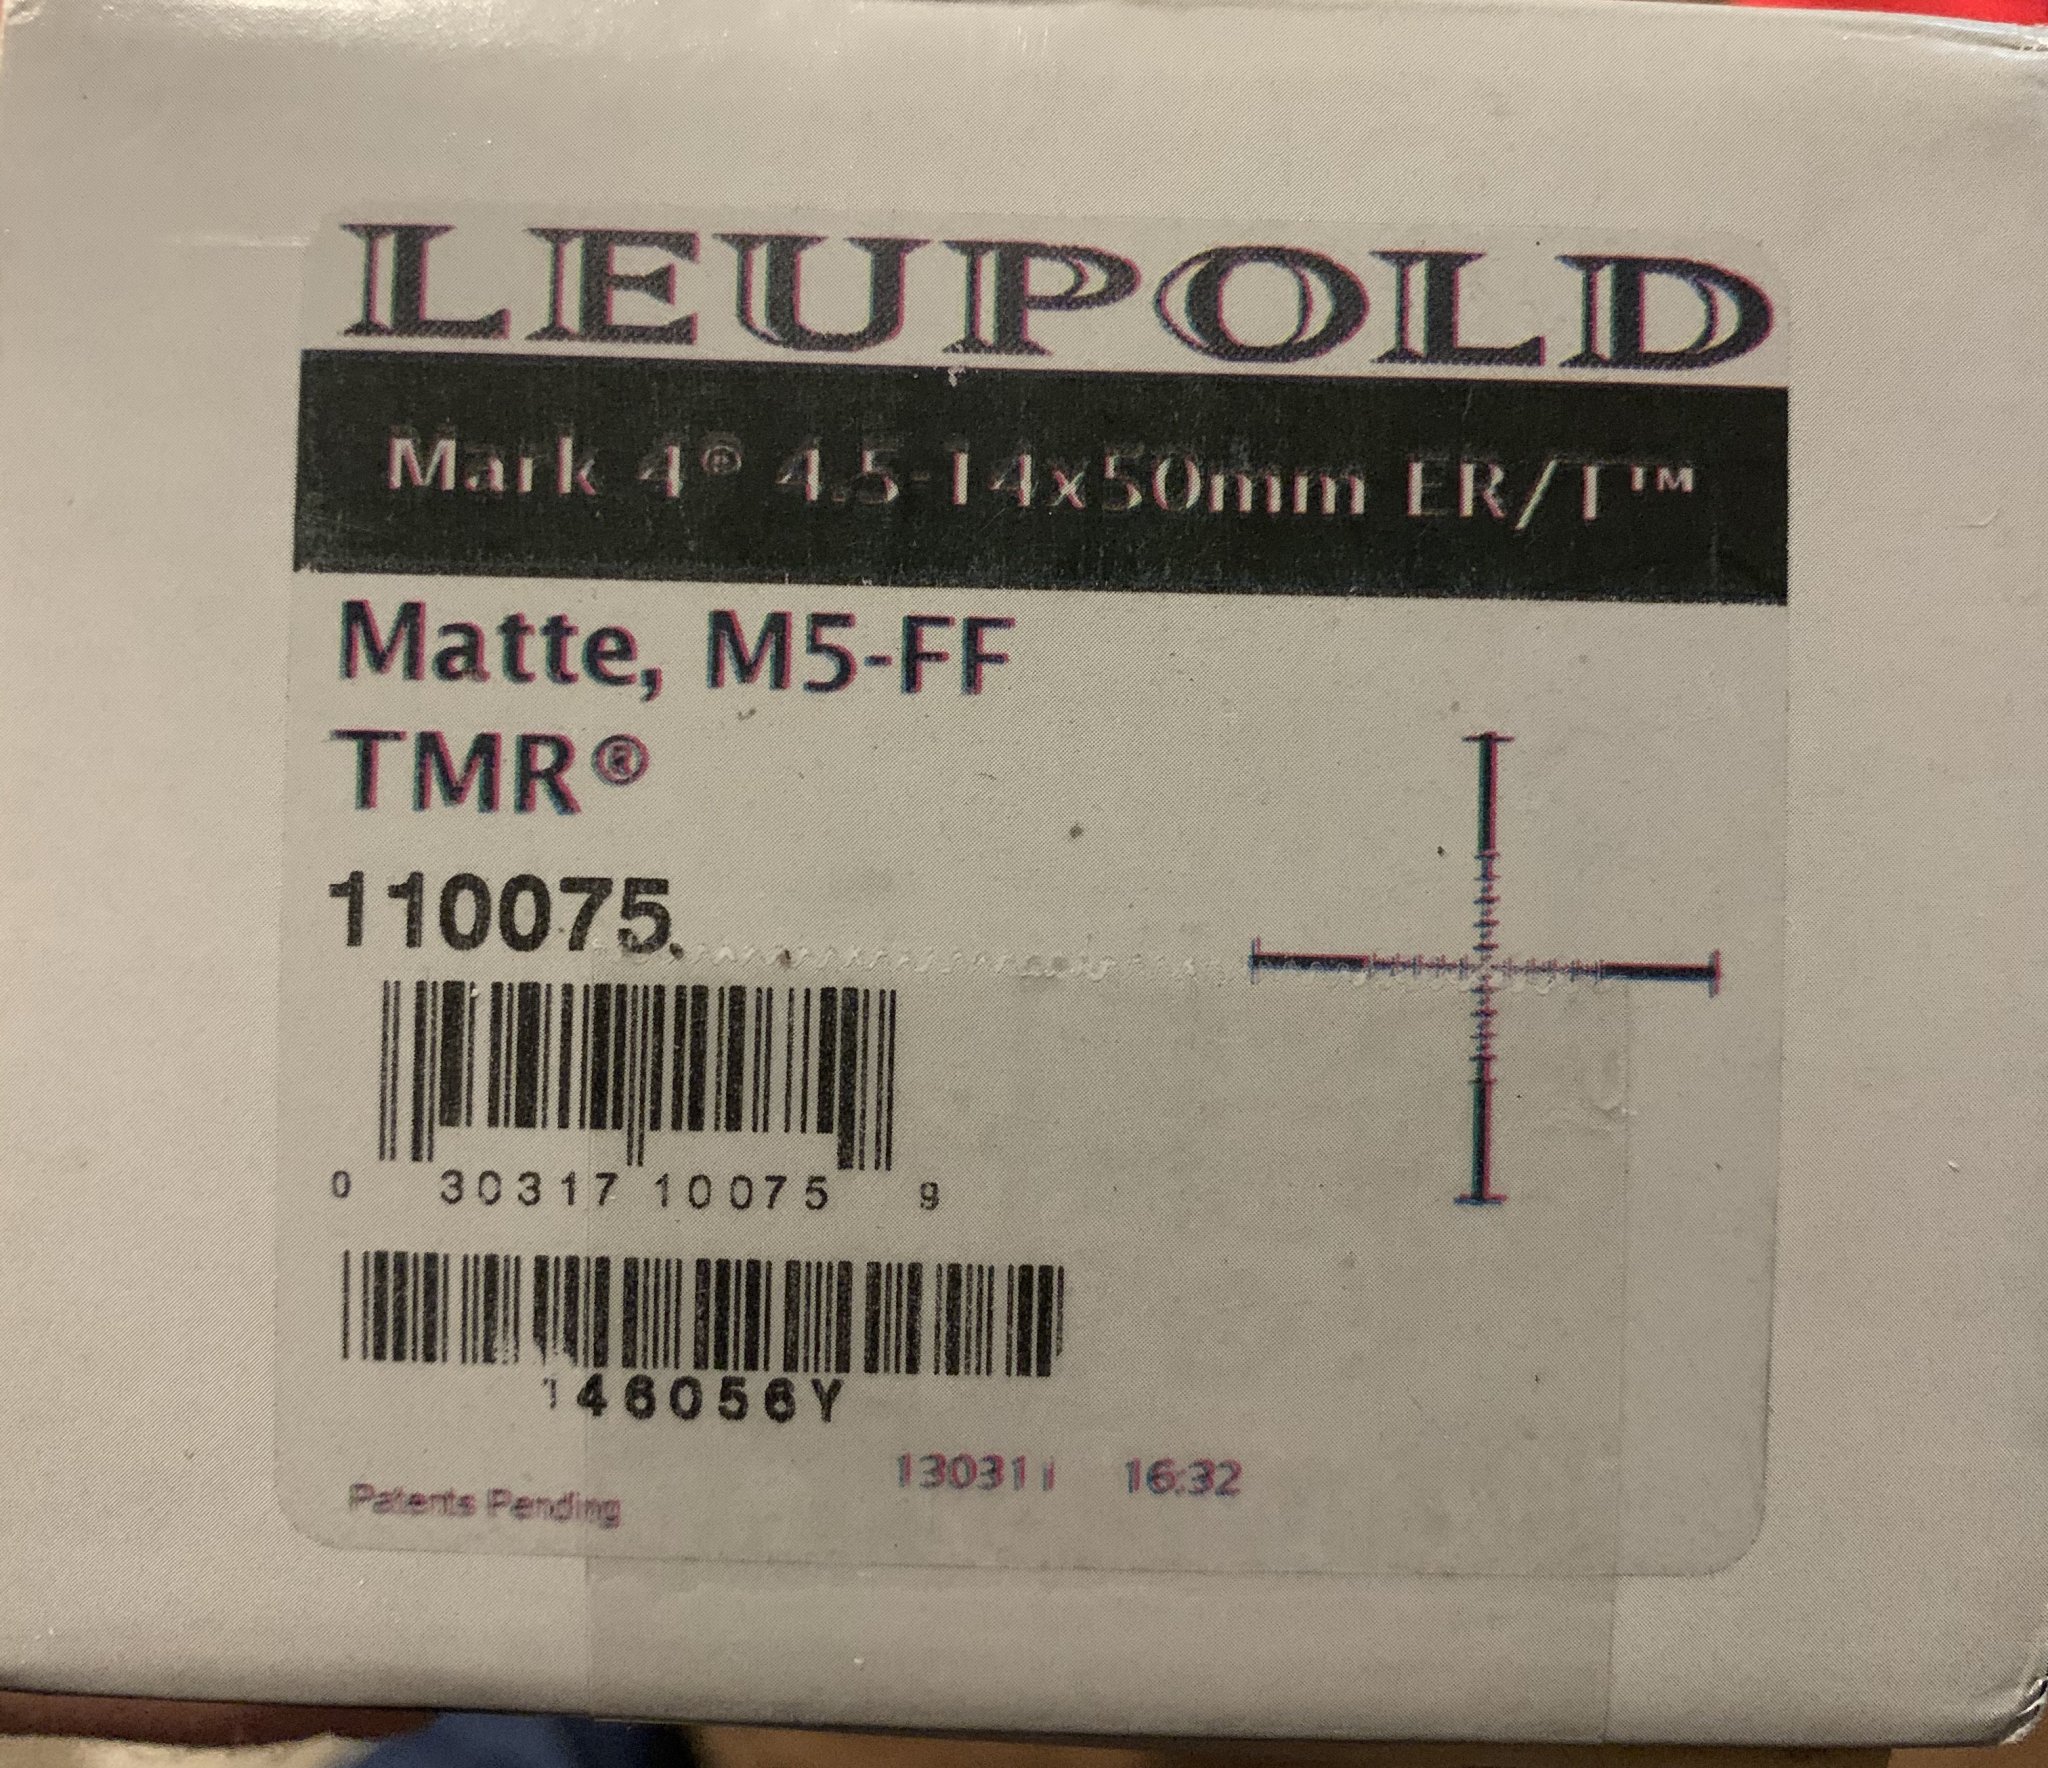 LEUPOLD
Mark 4® 4.5-14x50mm ER/T™
Matte, M5-FF
TMR®
110075
0 30317 10075 9
146056Y
16:32
Patents Pending